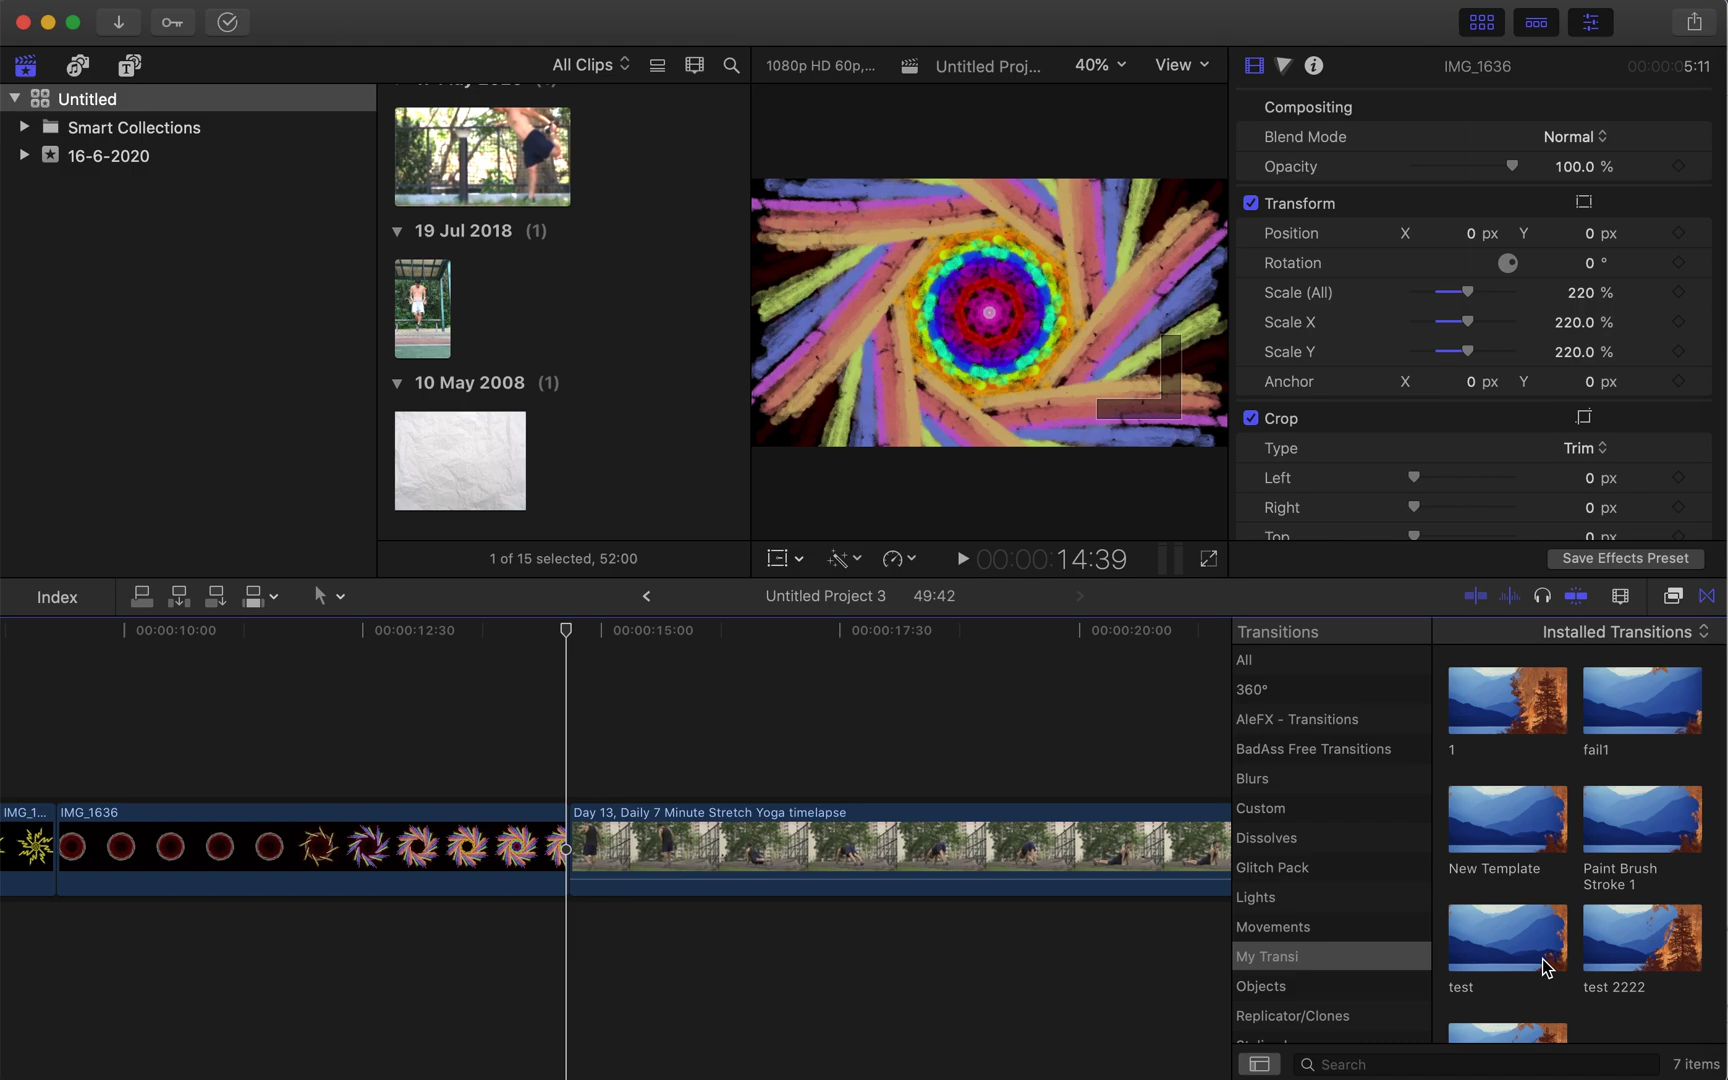 All Clips
1080p HD 60p,...
Untitled Proj...
40%
View
IMG_1636
00:00:05:11
Untitled
Smart Collections
16-6-2020
19 Jul 2018 (1)
10 May 2008 (1)
1 of 15 selected, 52:00
00:00:14:39
Compositing
Blend Mode Normal
Opacity 100.0 %
Transform
Position X 0 px Y 0 px
Rotation 0 °
Scale (All) 220 %
Scale X 220.0 %
Scale Y 220.0 %
Anchor X 0 px Y 0 px
Crop
Type Trim
Left 0 px
Right 0 px
Top 0 px
Save Effects Preset
Index
Untitled Project 3 49:42
00:00:10:00
00:00:12:30
00:00:15:00
00:00:17:30
00:00:20:00
IMG_1...
IMG_1636
Day 13, Daily 7 Minute Stretch Yoga timelapse
Transitions
Installed Transitions
All
360°
AleFX - Transitions
BadAss Free Transitions
Blurs
Custom
Dissolves
Glitch Pack
Lights
Movements
My Transi
Objects
Replicator/Clones
1
fail1
New Template
Paint Brush
Stroke 1
test
test 2222
Search
7 items